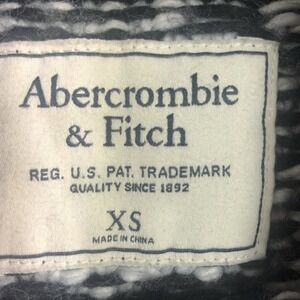 Abercrombie
& Fitch
REG. U.S. PAT. TRADEMARK
QUALITY SINCE 1892
XS
MADE IN CHINA